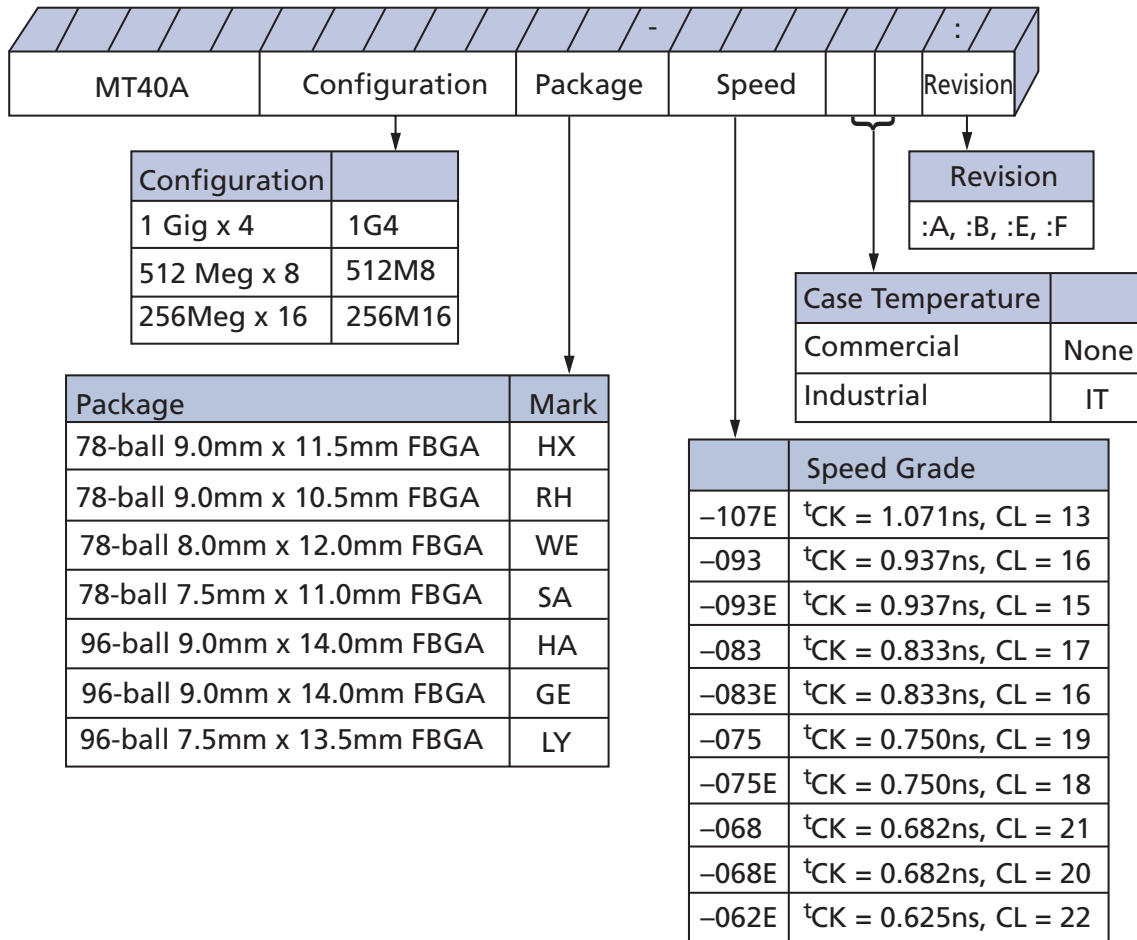 - :
MT40A Configuration Package Speed Revision
Configuration
1 Gig x 4 1G4
512 Meg x 8 512M8
256Meg x 16 256M16
Revision
:A, :B, :E, :F
Case Temperature
Commercial None
Industrial IT
Package Mark
78-ball 9.0mm x 11.5mm FBGA HX
78-ball 9.0mm x 10.5mm FBGA RH
78-ball 8.0mm x 12.0mm FBGA WE
78-ball 7.5mm x 11.0mm FBGA SA
96-ball 9.0mm x 14.0mm FBGA HA
96-ball 9.0mm x 14.0mm FBGA GE
96-ball 7.5mm x 13.5mm FBGA LY
Speed Grade
–107E tCK = 1.071ns, CL = 13
–093 tCK = 0.937ns, CL = 16
–093E tCK = 0.937ns, CL = 15
–083 tCK = 0.833ns, CL = 17
–083E tCK = 0.833ns, CL = 16
–075 tCK = 0.750ns, CL = 19
–075E tCK = 0.750ns, CL = 18
–068 tCK = 0.682ns, CL = 21
–068E tCK = 0.682ns, CL = 20
–062E tCK = 0.625ns, CL = 22